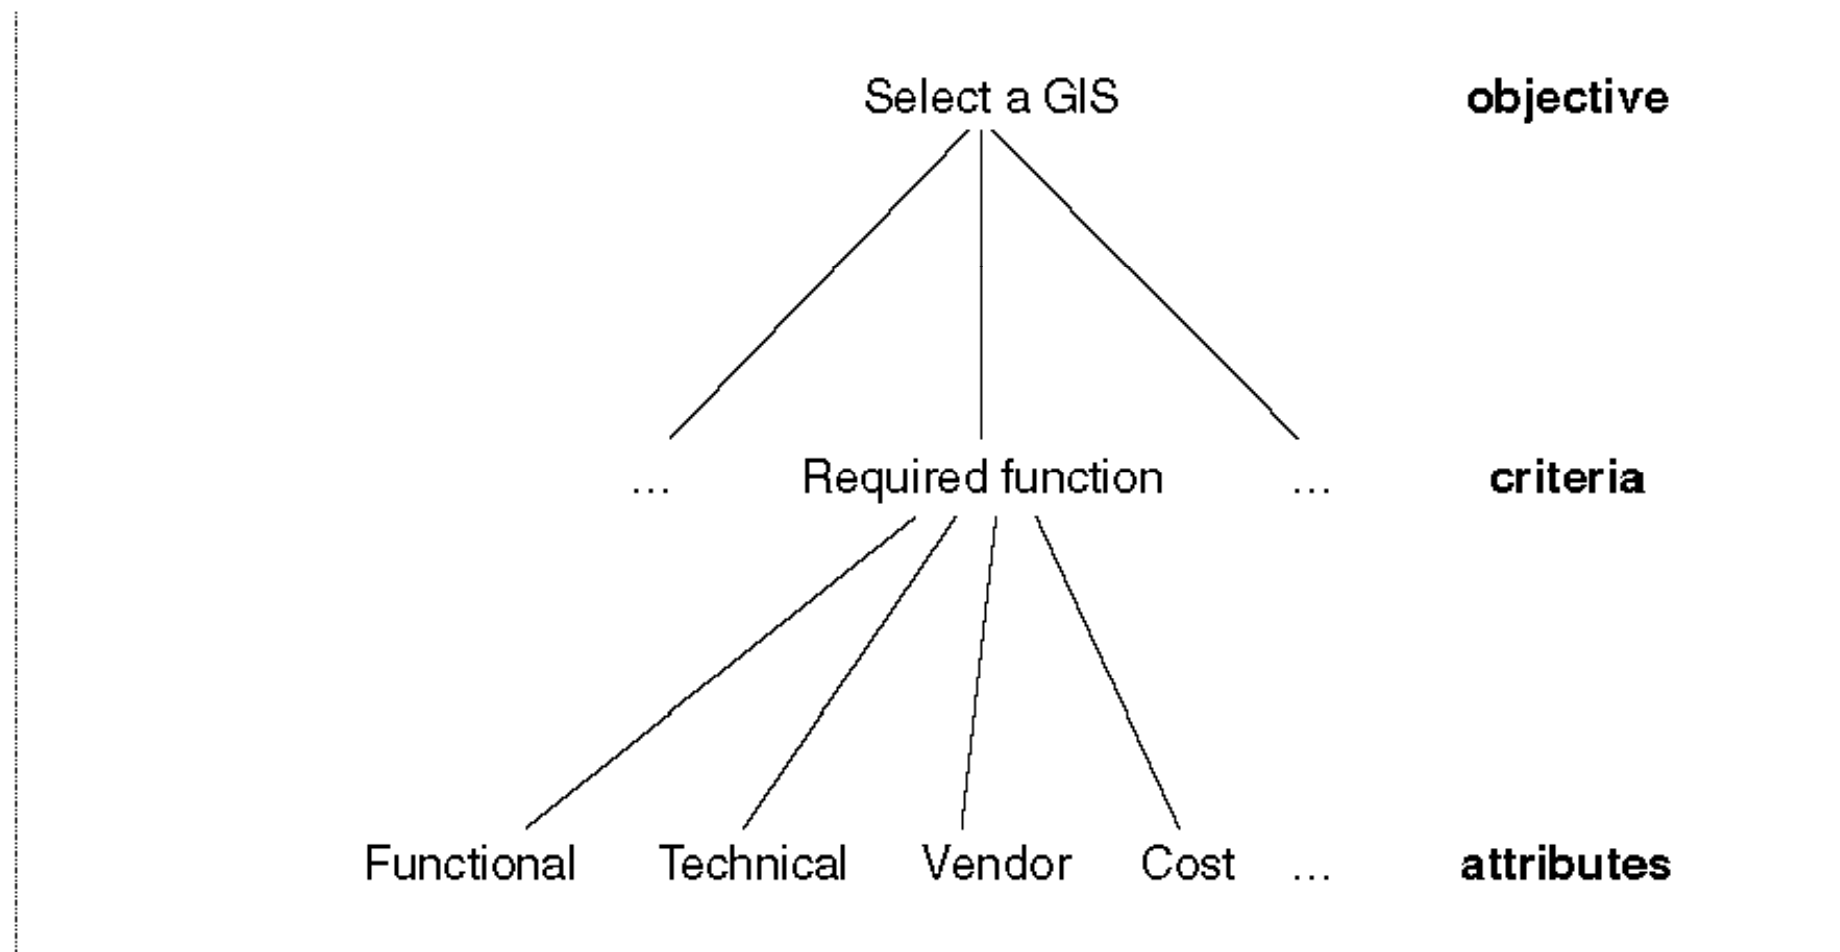 Select a GIS objective
... Required function ... criteria
Functional Technical Vendor Cost ... attributes